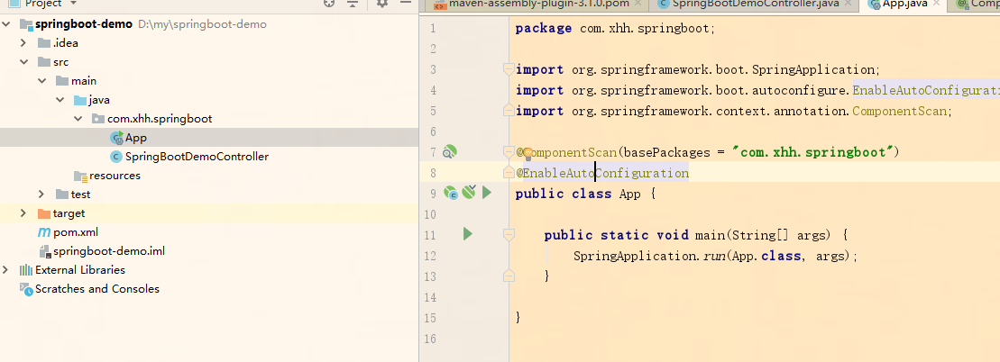 Project
springboot-demo D:\my\springboot-demo
.idea
src
main
java
com.xhh.springboot
App
SpringBootDemoController
resources
test
target
pom.xml
springboot-demo.iml
External Libraries
Scratches and Consoles
maven-assembly-plugin-3.1.0.pom
SpringBootDemoController.java
App.java
1 package com.xhh.springboot;
2
3 import org.springframework.boot.SpringApplication;
4 import org.springframework.boot.autoconfigure.EnableAutoConfigurati
5 import org.springframework.context.annotation.ComponentScan;
6
7 @ComponentScan(basePackages = "com.xhh.springboot")
8 @EnableAutoConfiguration
9 public class App {
10
11 public static void main(String[] args) {
12 SpringApplication.run(App.class, args);
13 }
14
15 }
16